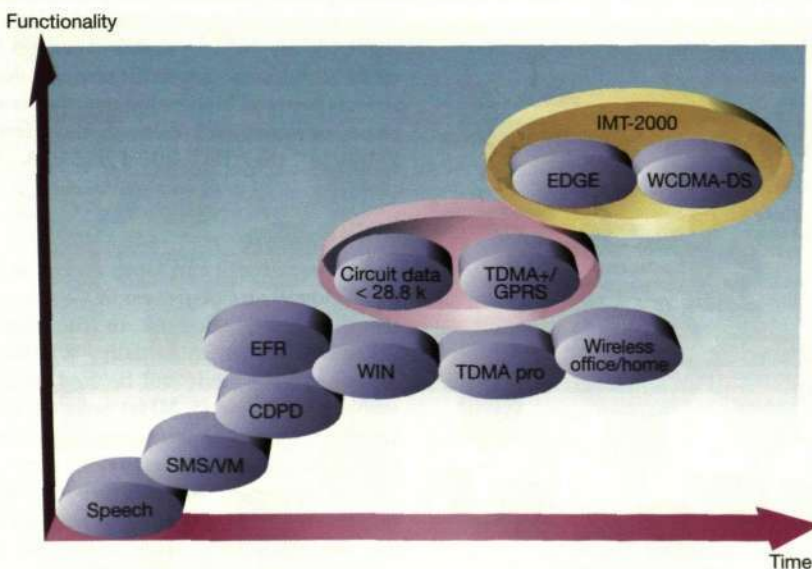 Functionality
IMT-2000
EDGE
WCDMA-DS
Circuit data
< 28.8 k
TDMA+/
GPRS
EFR
WIN
TDMA pro
Wireless
office/home
CDPD
SMS/VM
Speech
Time